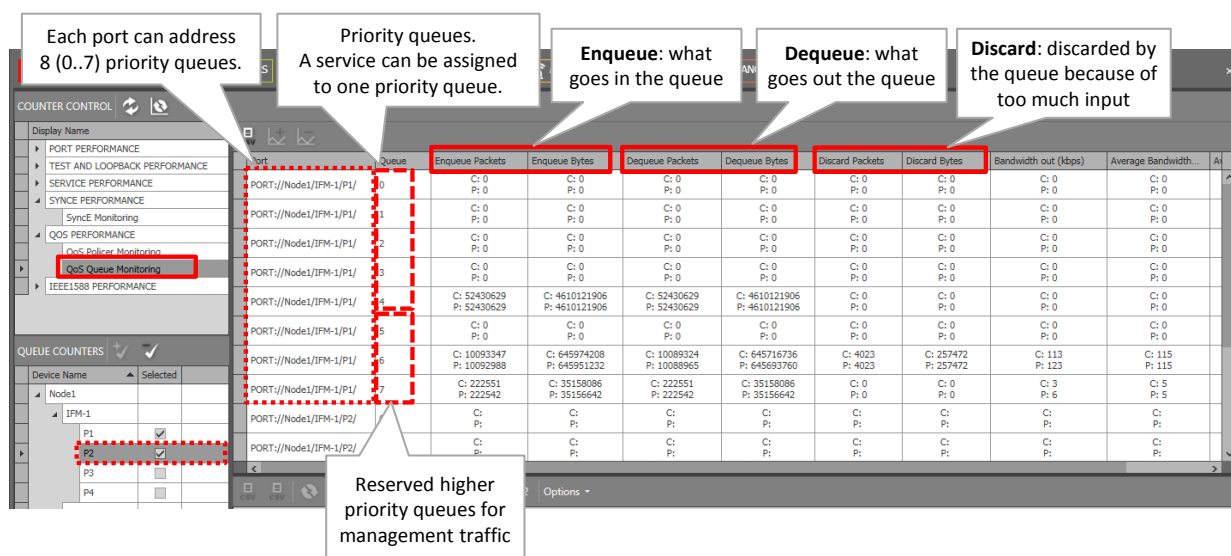 Each port can address
8 (0..7) priority queues.
Priority queues.
A service can be assigned
to one priority queue.
Enqueue: what
goes in the queue
Dequeue: what
goes out the queue
Discard: discarded by
the queue because of
too much input
COUNTER CONTROL
Display Name
PORT PERFORMANCE
TEST AND LOOPBACK PERFORMANCE
SERVICE PERFORMANCE
SYNCE PERFORMANCE
SyncE Monitoring
QOS PERFORMANCE
QoS Policer Monitoring
QoS Queue Monitoring
IEEE1588 PERFORMANCE
QUEUE COUNTERS
Device Name Selected
Node1
IFM-1
P1
P2
P3
P4
Port Queue Enqueue Packets Enqueue Bytes Dequeue Packets Dequeue Bytes Discard Packets Discard Bytes Bandwidth out (kbps) Average Bandwidth...
PORT://Node1/IFM-1/P1/ 0 C: 0 C: 0 C: 0 C: 0 C: 0 C: 0 C: 0 C: 0
P: 0 P: 0 P: 0 P: 0 P: 0 P: 0 P: 0 P: 0
PORT://Node1/IFM-1/P1/ 1 C: 0 C: 0 C: 0 C: 0 C: 0 C: 0 C: 0 C: 0
P: 0 P: 0 P: 0 P: 0 P: 0 P: 0 P: 0 P: 0
PORT://Node1/IFM-1/P1/ 2 C: 0 C: 0 C: 0 C: 0 C: 0 C: 0 C: 0 C: 0
P: 0 P: 0 P: 0 P: 0 P: 0 P: 0 P: 0 P: 0
PORT://Node1/IFM-1/P1/ 3 C: 0 C: 0 C: 0 C: 0 C: 0 C: 0 C: 0 C: 0
P: 0 P: 0 P: 0 P: 0 P: 0 P: 0 P: 0 P: 0
PORT://Node1/IFM-1/P1/ 4 C: 52430629 C: 4610121906 C: 52430629 C: 4610121906 C: 0 C: 0 C: 0 C: 0
P: 52430629 P: 4610121906 P: 52430629 P: 4610121906 P: 0 P: 0 P: 0 P: 0
PORT://Node1/IFM-1/P1/ 5 C: 0 C: 0 C: 0 C: 0 C: 0 C: 0 C: 0 C: 0
P: 0 P: 0 P: 0 P: 0 P: 0 P: 0 P: 0 P: 0
PORT://Node1/IFM-1/P1/ 6 C: 10093347 C: 645974208 C: 10089324 C: 645716736 C: 4023 C: 257472 C: 113 C: 115
P: 10092988 P: 645951232 P: 10088965 P: 645693760 P: 4023 P: 257472 P: 123 P: 115
PORT://Node1/IFM-1/P1/ 7 C: 222551 C: 35158086 C: 222551 C: 35158086 C: 0 C: 0 C: 3 C: 5
P: 222542 P: 35156642 P: 222542 P: 35156642 P: 0 P: 0 P: 6 P: 5
PORT://Node1/IFM-1/P2/ C: C: C: C: C: C: C: C:
P: P: P: P: P: P: P: P:
PORT://Node1/IFM-1/P2/ C: C: C: C: C: C: C: C:
P: P: P: P: P: P: P: P:
Options
Reserved higher
priority queues for
management traffic